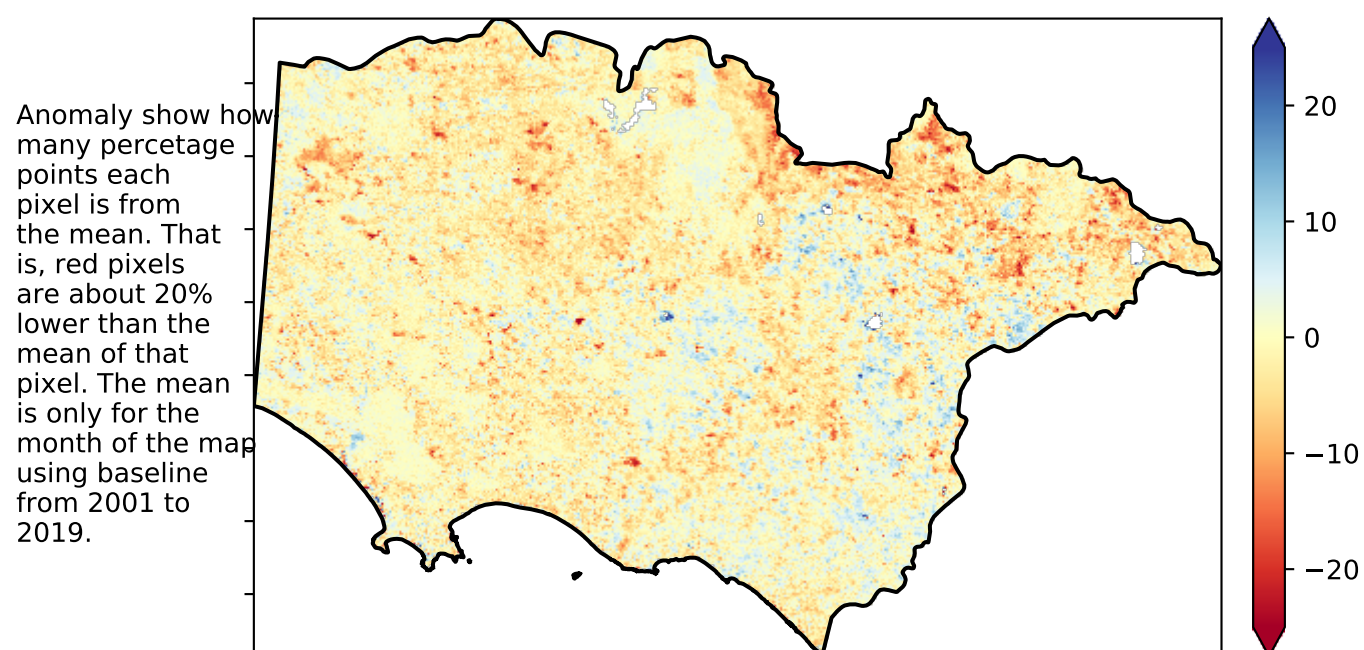 Anomaly show how
many percetage
points each
pixel is from
the mean. That
is, red pixels
are about 20%
lower than the
mean of that
pixel. The mean
is only for the
month of the map
using baseline
from 2001 to
2019.
20
10
0
−10
−20